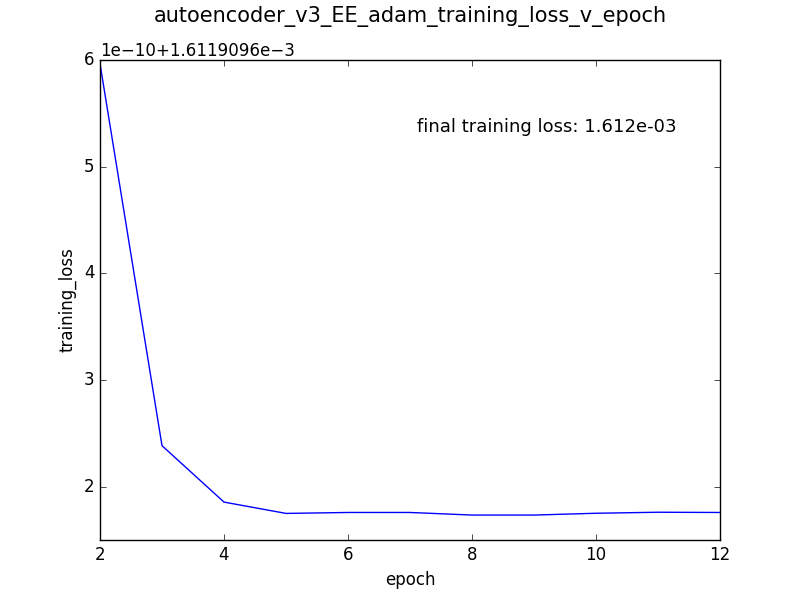 autoencoder_v3_EE_adam_training_loss_v_epoch
1e−10+1.6119096e−3
final training loss: 1.612e-03
6
5
4
3
2
training_loss
2 4 6 8 10 12
epoch